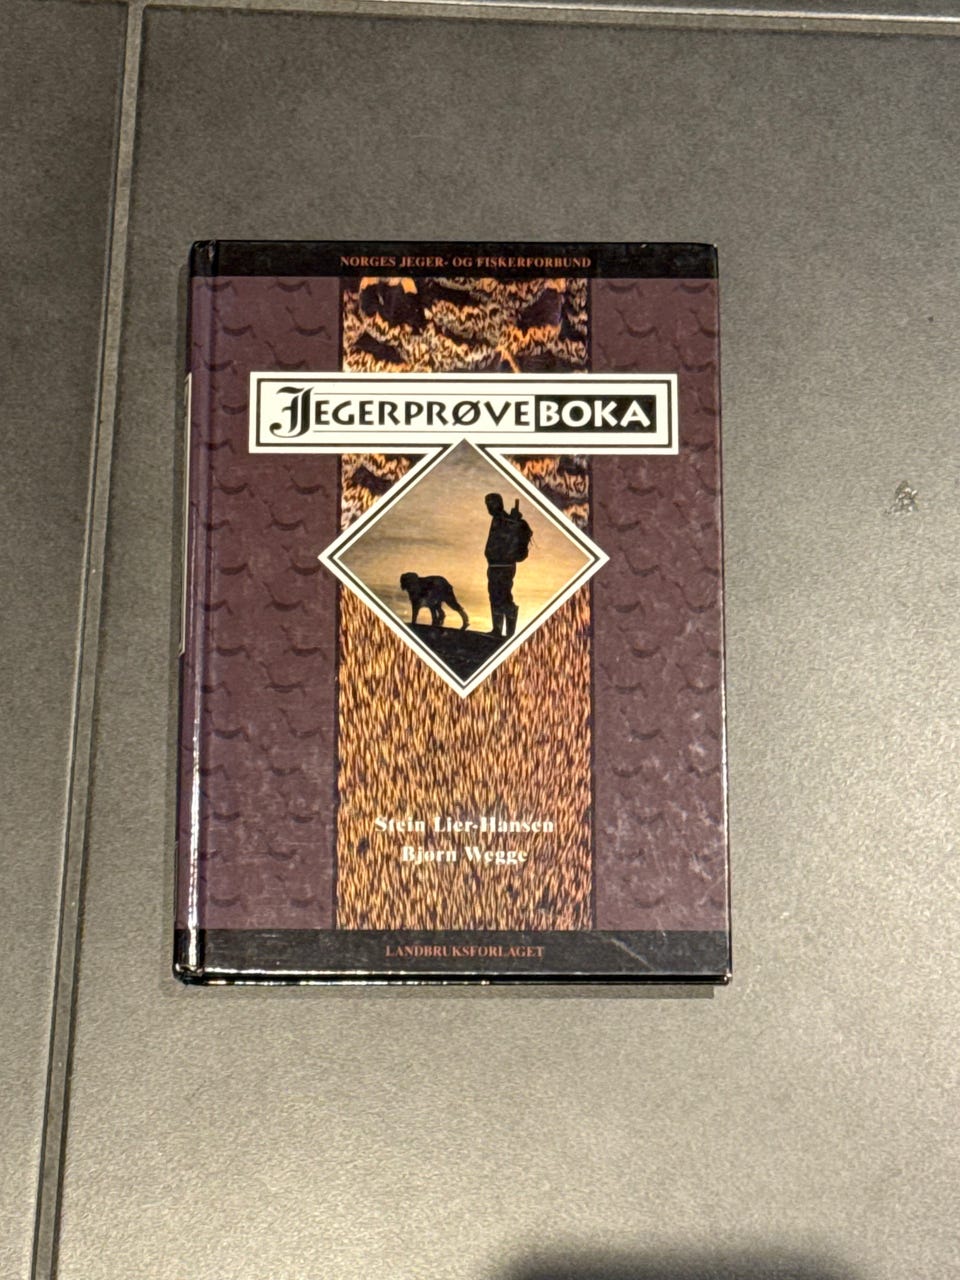 NORGES JEGER- OG FISKERFORBUND
JEGERPRØVEBOKA
Stein Lier-Hansen
Bjørn Wegge
LANDBRUKSFORLAGET